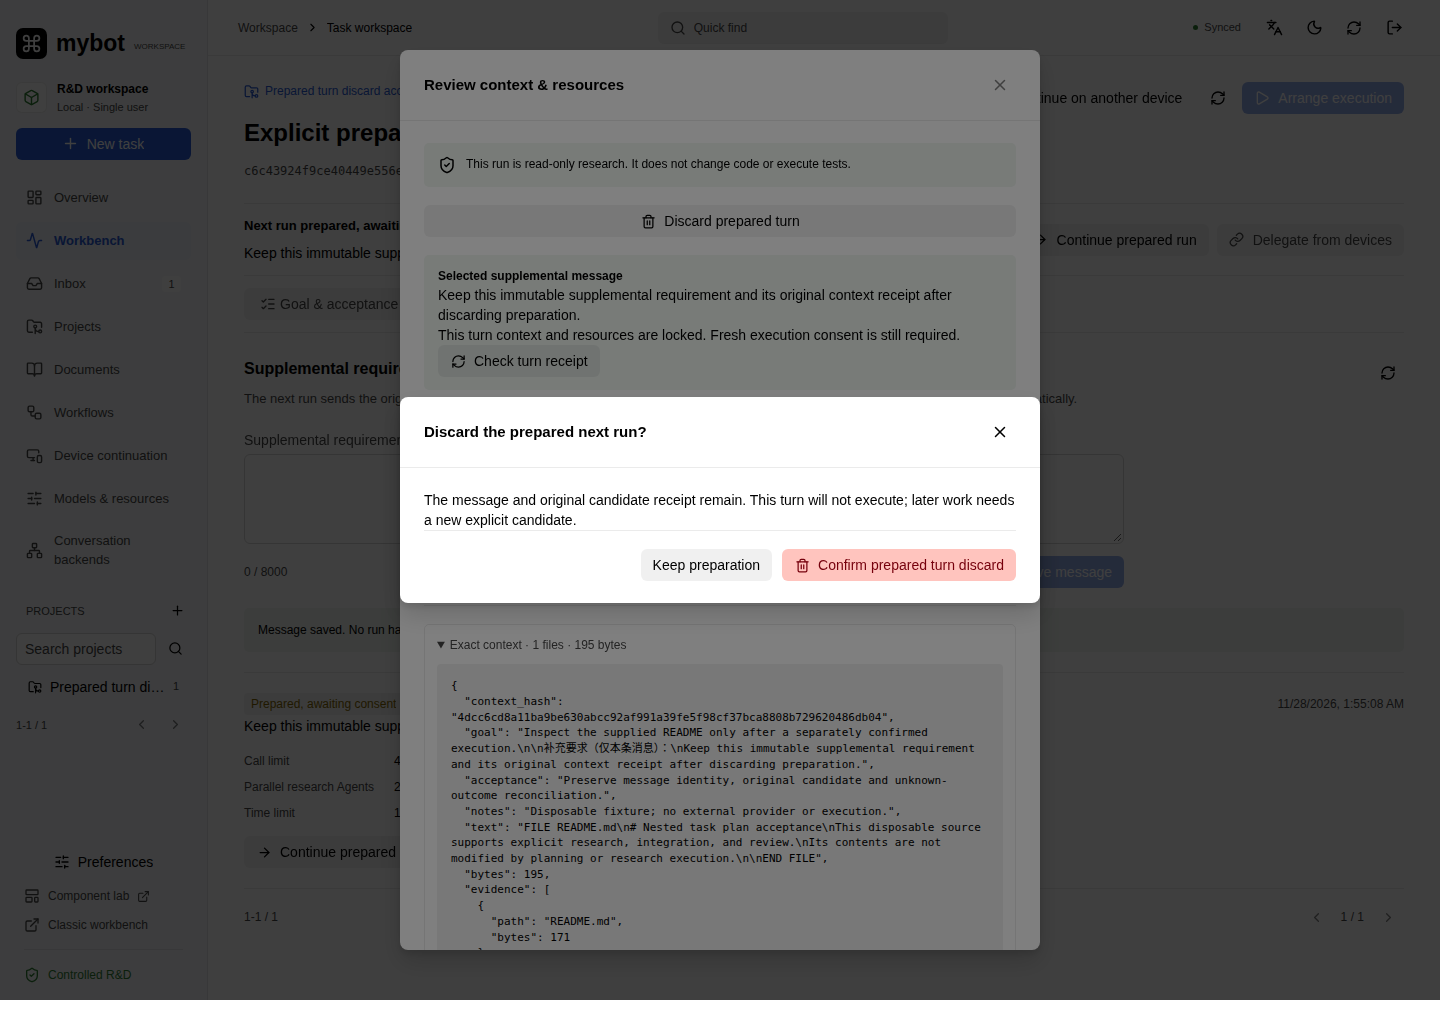 mybot WORKSPACE
R&D workspace
Local · Single user
New task
Overview
Workbench
Inbox 1
Projects
Documents
Workflows
Device continuation
Models & resources
Conversation
backends
PROJECTS
Search projects
Prepared turn di… 1
1-1 / 1
Preferences
Component lab
Classic workbench
Controlled R&D
Workspace > Task workspace
Quick find
Synced
Prepared turn discard acc
Explicit prepa
c6c43924f9ce40449e556e
inue on another device
Arrange execution
Next run prepared, awaiti
Keep this immutable supp
Continue prepared run
Delegate from devices
Goal & acceptance
Supplemental require
The next run sends the orig
tically.
Supplemental requiremen
0 / 8000
e message
Message saved. No run ha
Prepared, awaiting consent
11/28/2026, 1:55:08 AM
Keep this immutable supp
Call limit 4
Parallel research Agents 2
Time limit 1
Continue prepared
1-1 / 1
1 / 1
Review context & resources
This run is read-only research. It does not change code or execute tests.
Discard prepared turn
Selected supplemental message
Keep this immutable supplemental requirement and its original context receipt after
discarding preparation.
This turn context and resources are locked. Fresh execution consent is still required.
Check turn receipt
Discard the prepared next run?
The message and original candidate receipt remain. This turn will not execute; later work needs
a new explicit candidate.
Keep preparation
Confirm prepared turn discard
▼ Exact context · 1 files · 195 bytes
{
"context_hash":
"4dcc6cd8a11ba9be630abcc92af991a39fe5f98cf37bca8808b729620486db04",
"goal": "Inspect the supplied README only after a separately confirmed
execution.\n\n补充要求（仅本条消息）：\nKeep this immutable supplemental requirement
and its original context receipt after discarding preparation.",
"acceptance": "Preserve message identity, original candidate and unknown-
outcome reconciliation.",
"notes": "Disposable fixture; no external provider or execution.",
"text": "FILE README.md\n# Nested task plan acceptance\nThis disposable source
supports explicit research, integration, and review.\nIts contents are not
modified by planning or research execution.\n\nEND FILE",
"bytes": 195,
"evidence": [
{
"path": "README.md",
"bytes": 171